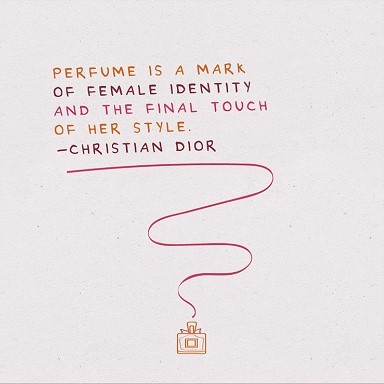 PERFUME IS A MARK
OF FEMALE IDENTITY
AND THE FINAL TOUCH
OF HER STYLE.
—CHRISTIAN DIOR